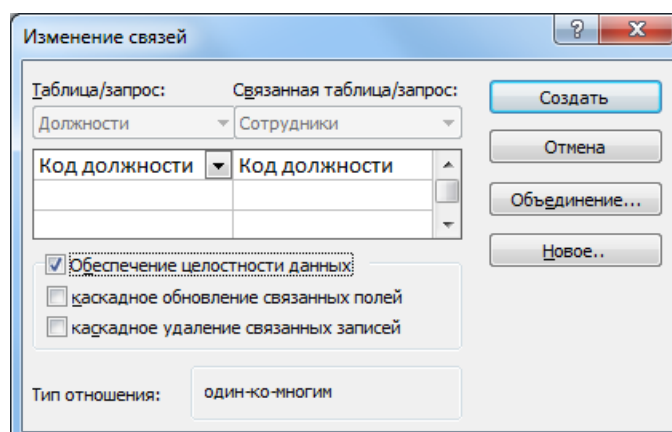 Изменение связей
Таблица/запрос: Связанная таблица/запрос:
Должности Сотрудники
Код должности Код должности
Обеспечение целостности данных
каскадное обновление связанных полей
каскадное удаление связанных записей
Тип отношения: один-ко-многим
?
Создать
Отмена
Объединение...
Новое..